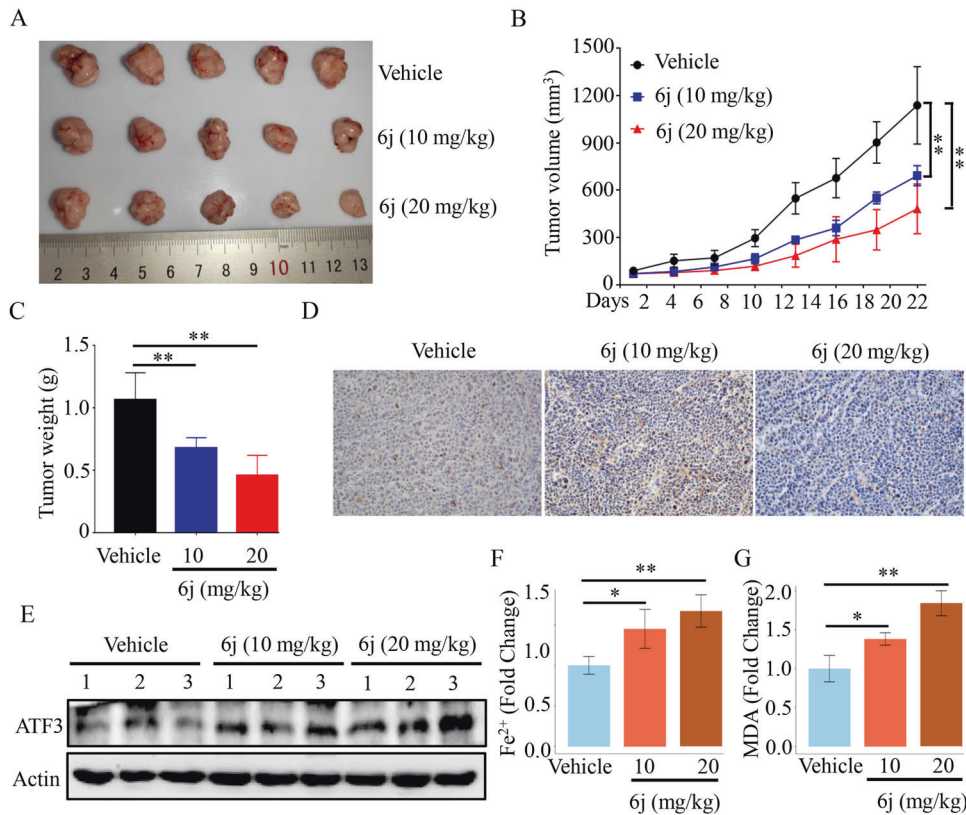 A
Vehicle
6j (10 mg/kg)
6j (20 mg/kg)
2 3 4 5 6 7 8 9 10 11 12 13
B
Tumor volume (mm³)
1500
1200
900
600
300
0
Vehicle
6j (10 mg/kg)
6j (20 mg/kg)
**
**
Days 2 4 6 8 10 12 14 16 18 20 22
C
Tumor weight (g)
1.5
1.0
0.5
0
**
**
Vehicle 10 20
6j (mg/kg)
D
Vehicle 6j (10 mg/kg) 6j (20 mg/kg)
E
Vehicle 6j (10 mg/kg) 6j (20 mg/kg)
1 2 3 1 2 3 1 2 3
ATF3
Actin
F
Fe²⁺ (Fold Change)
1.5
1.0
0.5
0.0
**
*
Vehicle 10 20
6j (mg/kg)
G
MDA (Fold Change)
2.0
1.5
1.0
0.5
0.0
**
*
Vehicle 10 20
6j (mg/kg)